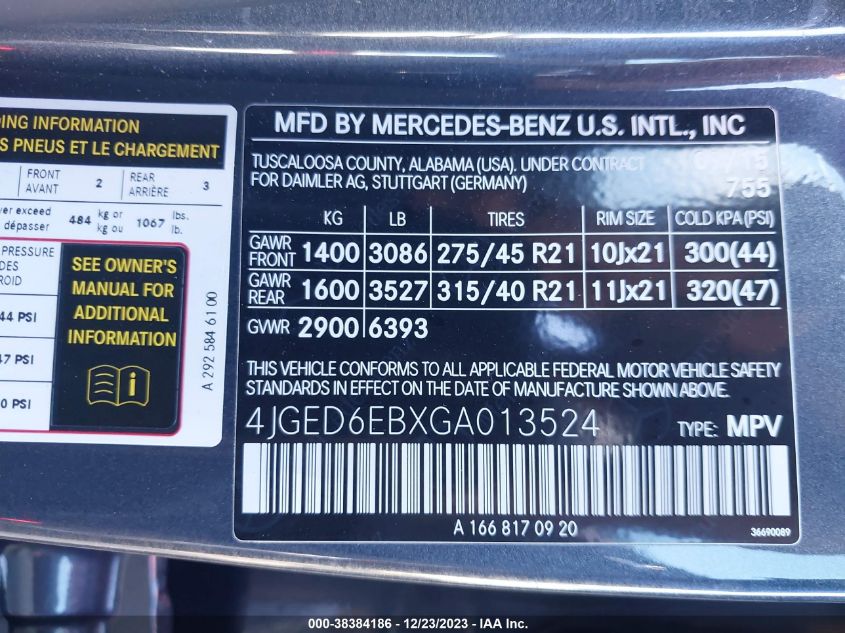 DING INFORMATION
S PNEUS ET LE CHARGEMENT
FRONT
AVANT
2
REAR
ARRIÈRE
3
ver exceed
dépasser
484
kg or
kg ou
1067
lbs.
lb.
PRESSURE
DES
ROID
44 PSI
47 PSI
0 PSI
SEE OWNER'S
MANUAL FOR
ADDITIONAL
INFORMATION
A 292 584 61 00
MFD BY MERCEDES-BENZ U.S. INTL., INC
TUSCALOOSA COUNTY, ALABAMA (USA). UNDER CONTRACT
FOR DAIMLER AG, STUTTGART (GERMANY) 755
KG LB TIRES RIM SIZE COLD KPA(PSI)
GAWR FRONT 1400 3086 275/45 R21 10Jx21 300(44)
GAWR REAR 1600 3527 315/40 R21 11Jx21 320(47)
GVWR 2900 6393
THIS VEHICLE CONFORMS TO ALL APPLICABLE FEDERAL MOTOR VEHICLE SAFETY
STANDARDS IN EFFECT ON THE DATE OF MANUFACTURE SHOWN ABOVE.
4JGED6EBXGA013524 TYPE: MPV
A 166 817 09 20
36690089
000-38384186 - 12/23/2023 - © IAA Inc.